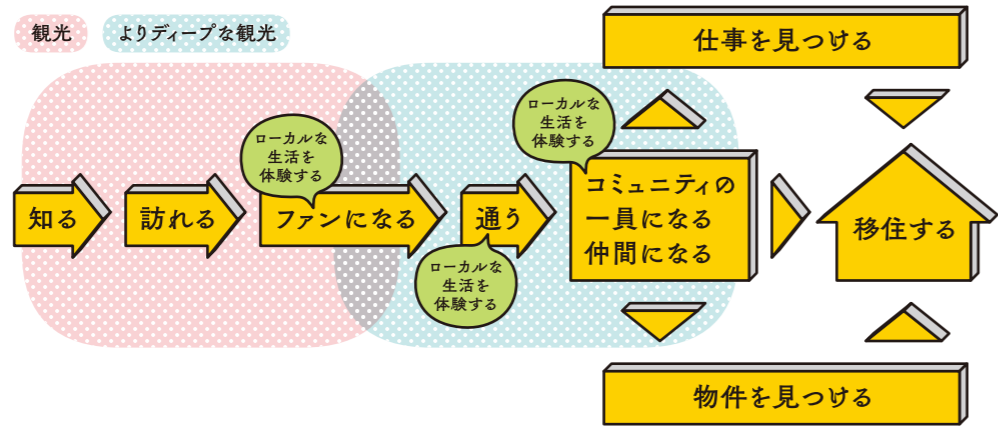 観光
よりディープな観光
仕事を見つける
ローカルな
生活を
体験する
ローカルな
生活を
体験する
知る
訪れる
ファンになる
通う
コミュニティの
一員になる
仲間になる
移住する
ローカルな
生活を
体験する
物件を見つける